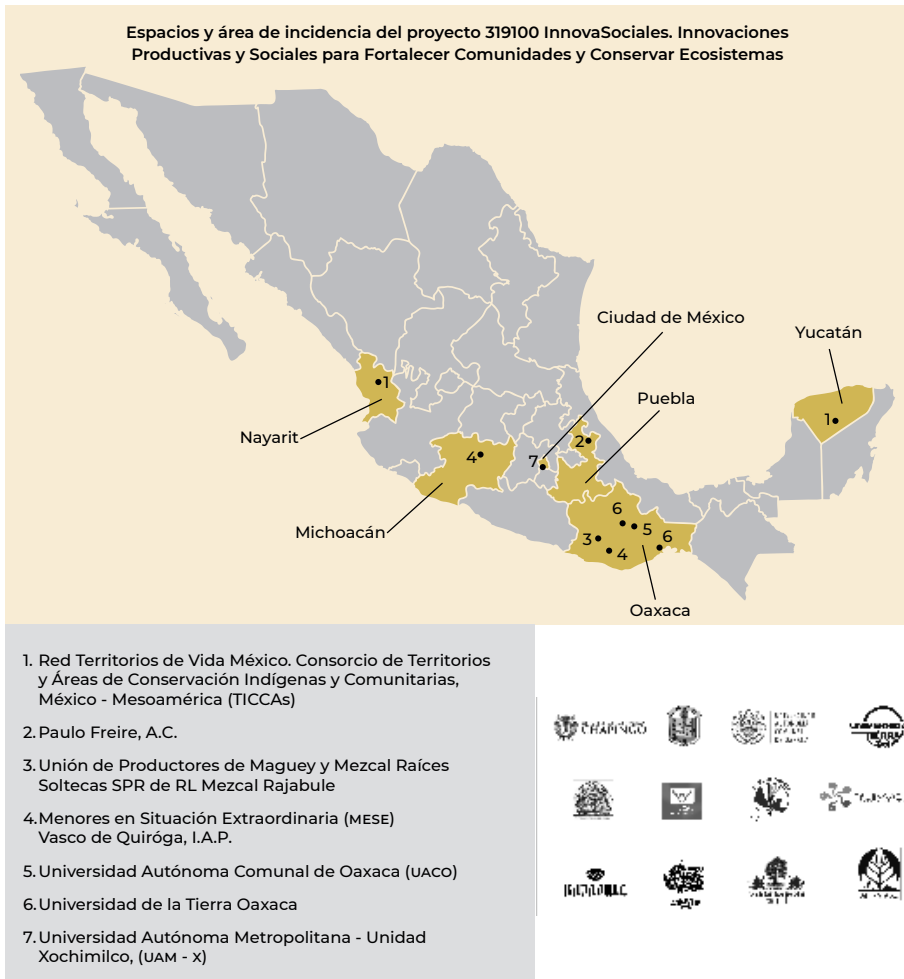 Espacios y área de incidencia del proyecto 319100 InnovaSociales. Innovaciones
Productivas y Sociales para Fortalecer Comunidades y Conservar Ecosistemas
Ciudad de México
Yucatán
Puebla
1
1
Nayarit
2
4
7
Michoacán
6
5
6
3
4
Oaxaca
1. Red Territorios de Vida México. Consorcio de Territorios
y Áreas de Conservación Indígenas y Comunitarias,
México - Mesoamérica (TICCAs)
2. Paulo Freire, A.C.
3. Unión de Productores de Maguey y Mezcal Raíces
Soltecas SPR de RL Mezcal Rajabule
4. Menores en Situación Extraordinaria (MESE)
Vasco de Quiróga, I.A.P.
5. Universidad Autónoma Comunal de Oaxaca (UACO)
6. Universidad de la Tierra Oaxaca
7. Universidad Autónoma Metropolitana - Unidad
Xochimilco, (UAM - X)
CHAPINGO